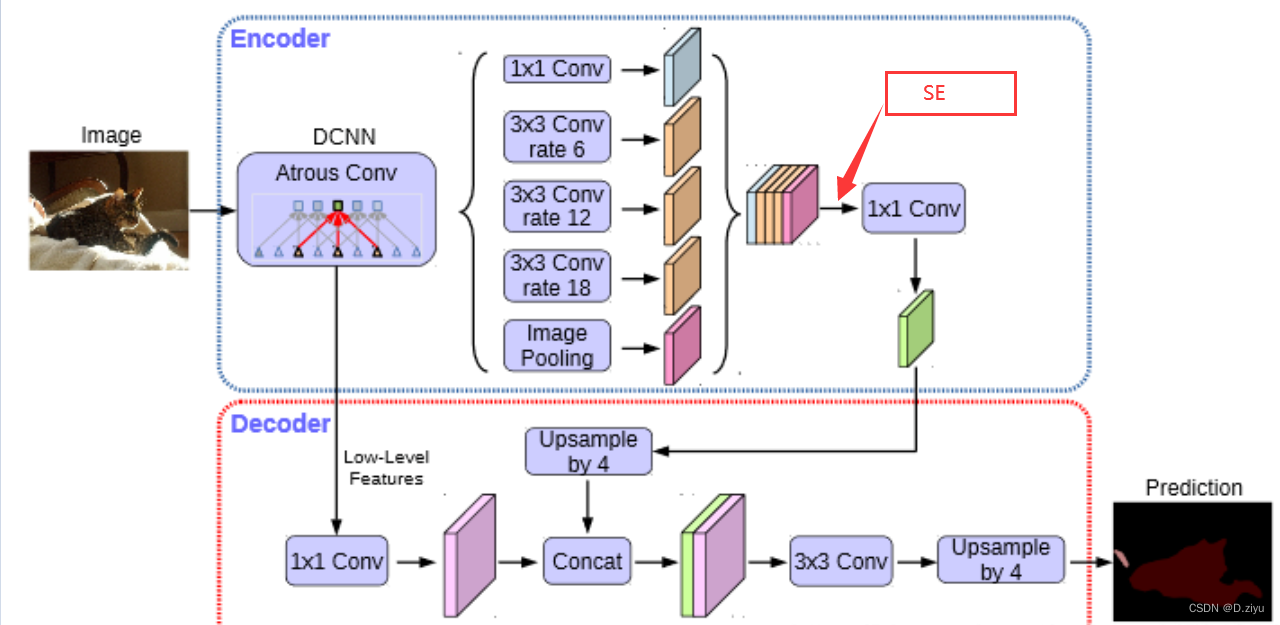 Encoder
1x1 Conv
SE
3x3 Conv
rate 6
Image
DCNN
Atrous Conv
3x3 Conv
rate 12
1x1 Conv
3x3 Conv
rate 18
Image
Pooling
Decoder
Upsample
by 4
Low-Level
Features
Prediction
1x1 Conv
Concat
3x3 Conv
Upsample
by 4
CSDN @D.ziyu